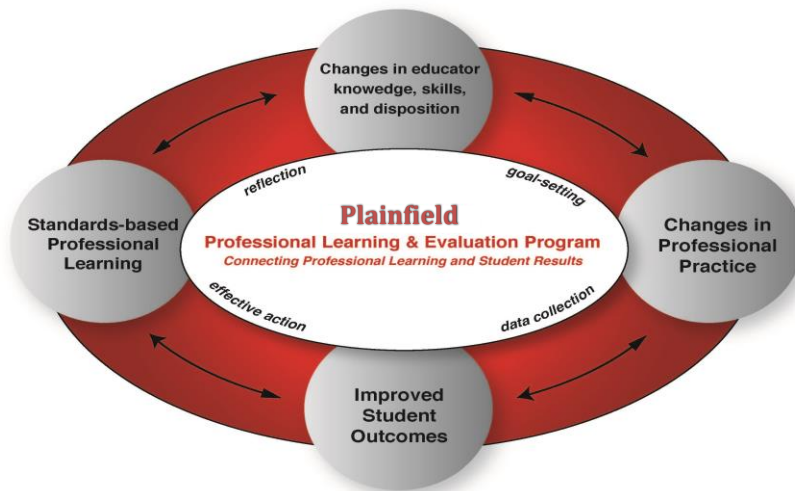 Changes in educator
knowedge, skills,
and disposition
reflection
goal-setting
Standards-based
Professional
Learning
Plainfield
Professional Learning & Evaluation Program
Connecting Professional Learning and Student Results
Changes in
Professional
Practice
effective action
data collection
Improved
Student
Outcomes